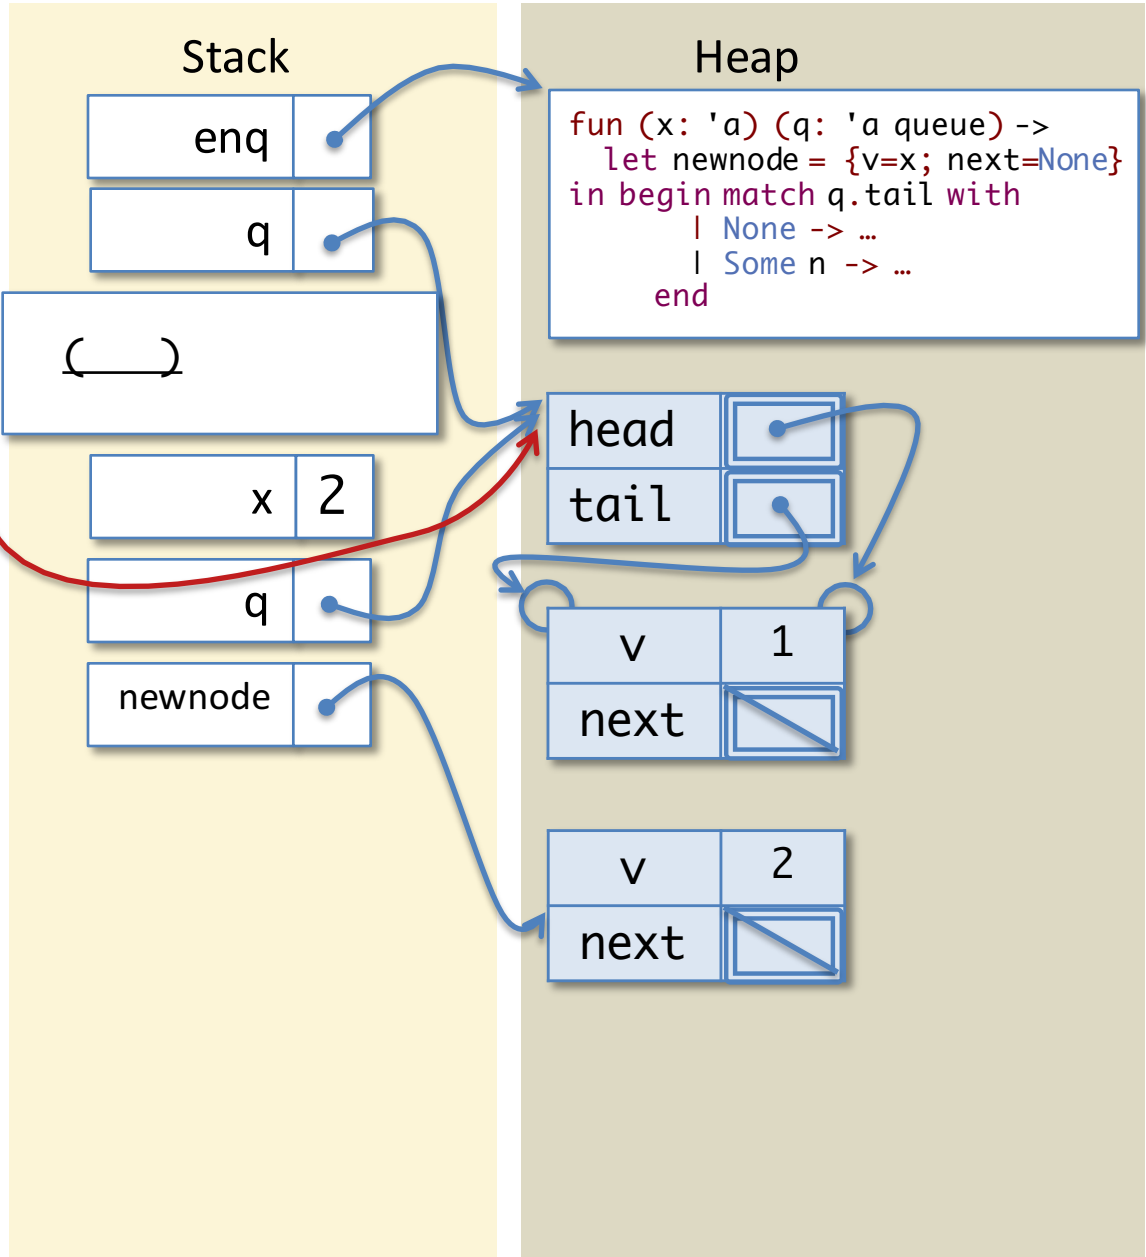 Stack
Heap
enq
fun (x: 'a) (q: 'a queue) ->
let newnode = {v=x; next=None}
in begin match q.tail with
| None -> …
| Some n -> …
end
q
(____)
head
tail
x 2
q
v 1
next
newnode
v 2
next